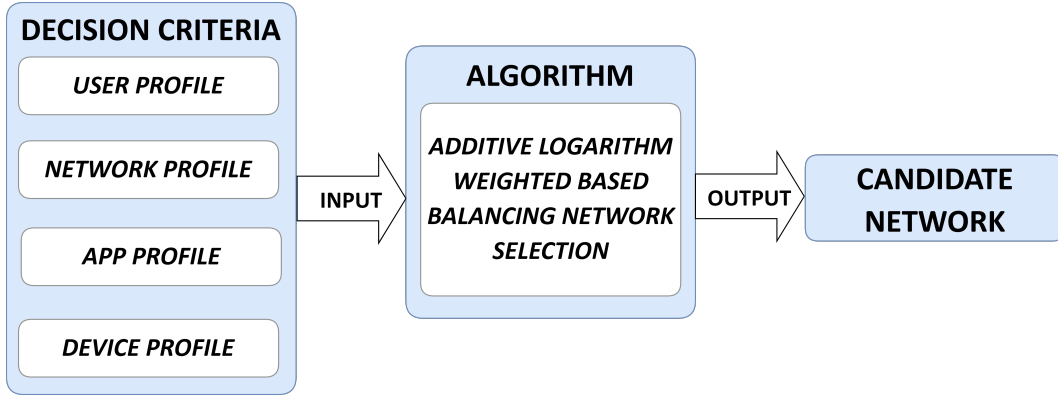 DECISION CRITERIA
USER PROFILE
NETWORK PROFILE
APP PROFILE
DEVICE PROFILE
INPUT
ALGORITHM
ADDITIVE LOGARITHM
WEIGHTED BASED
BALANCING NETWORK
SELECTION
OUTPUT
CANDIDATE
NETWORK